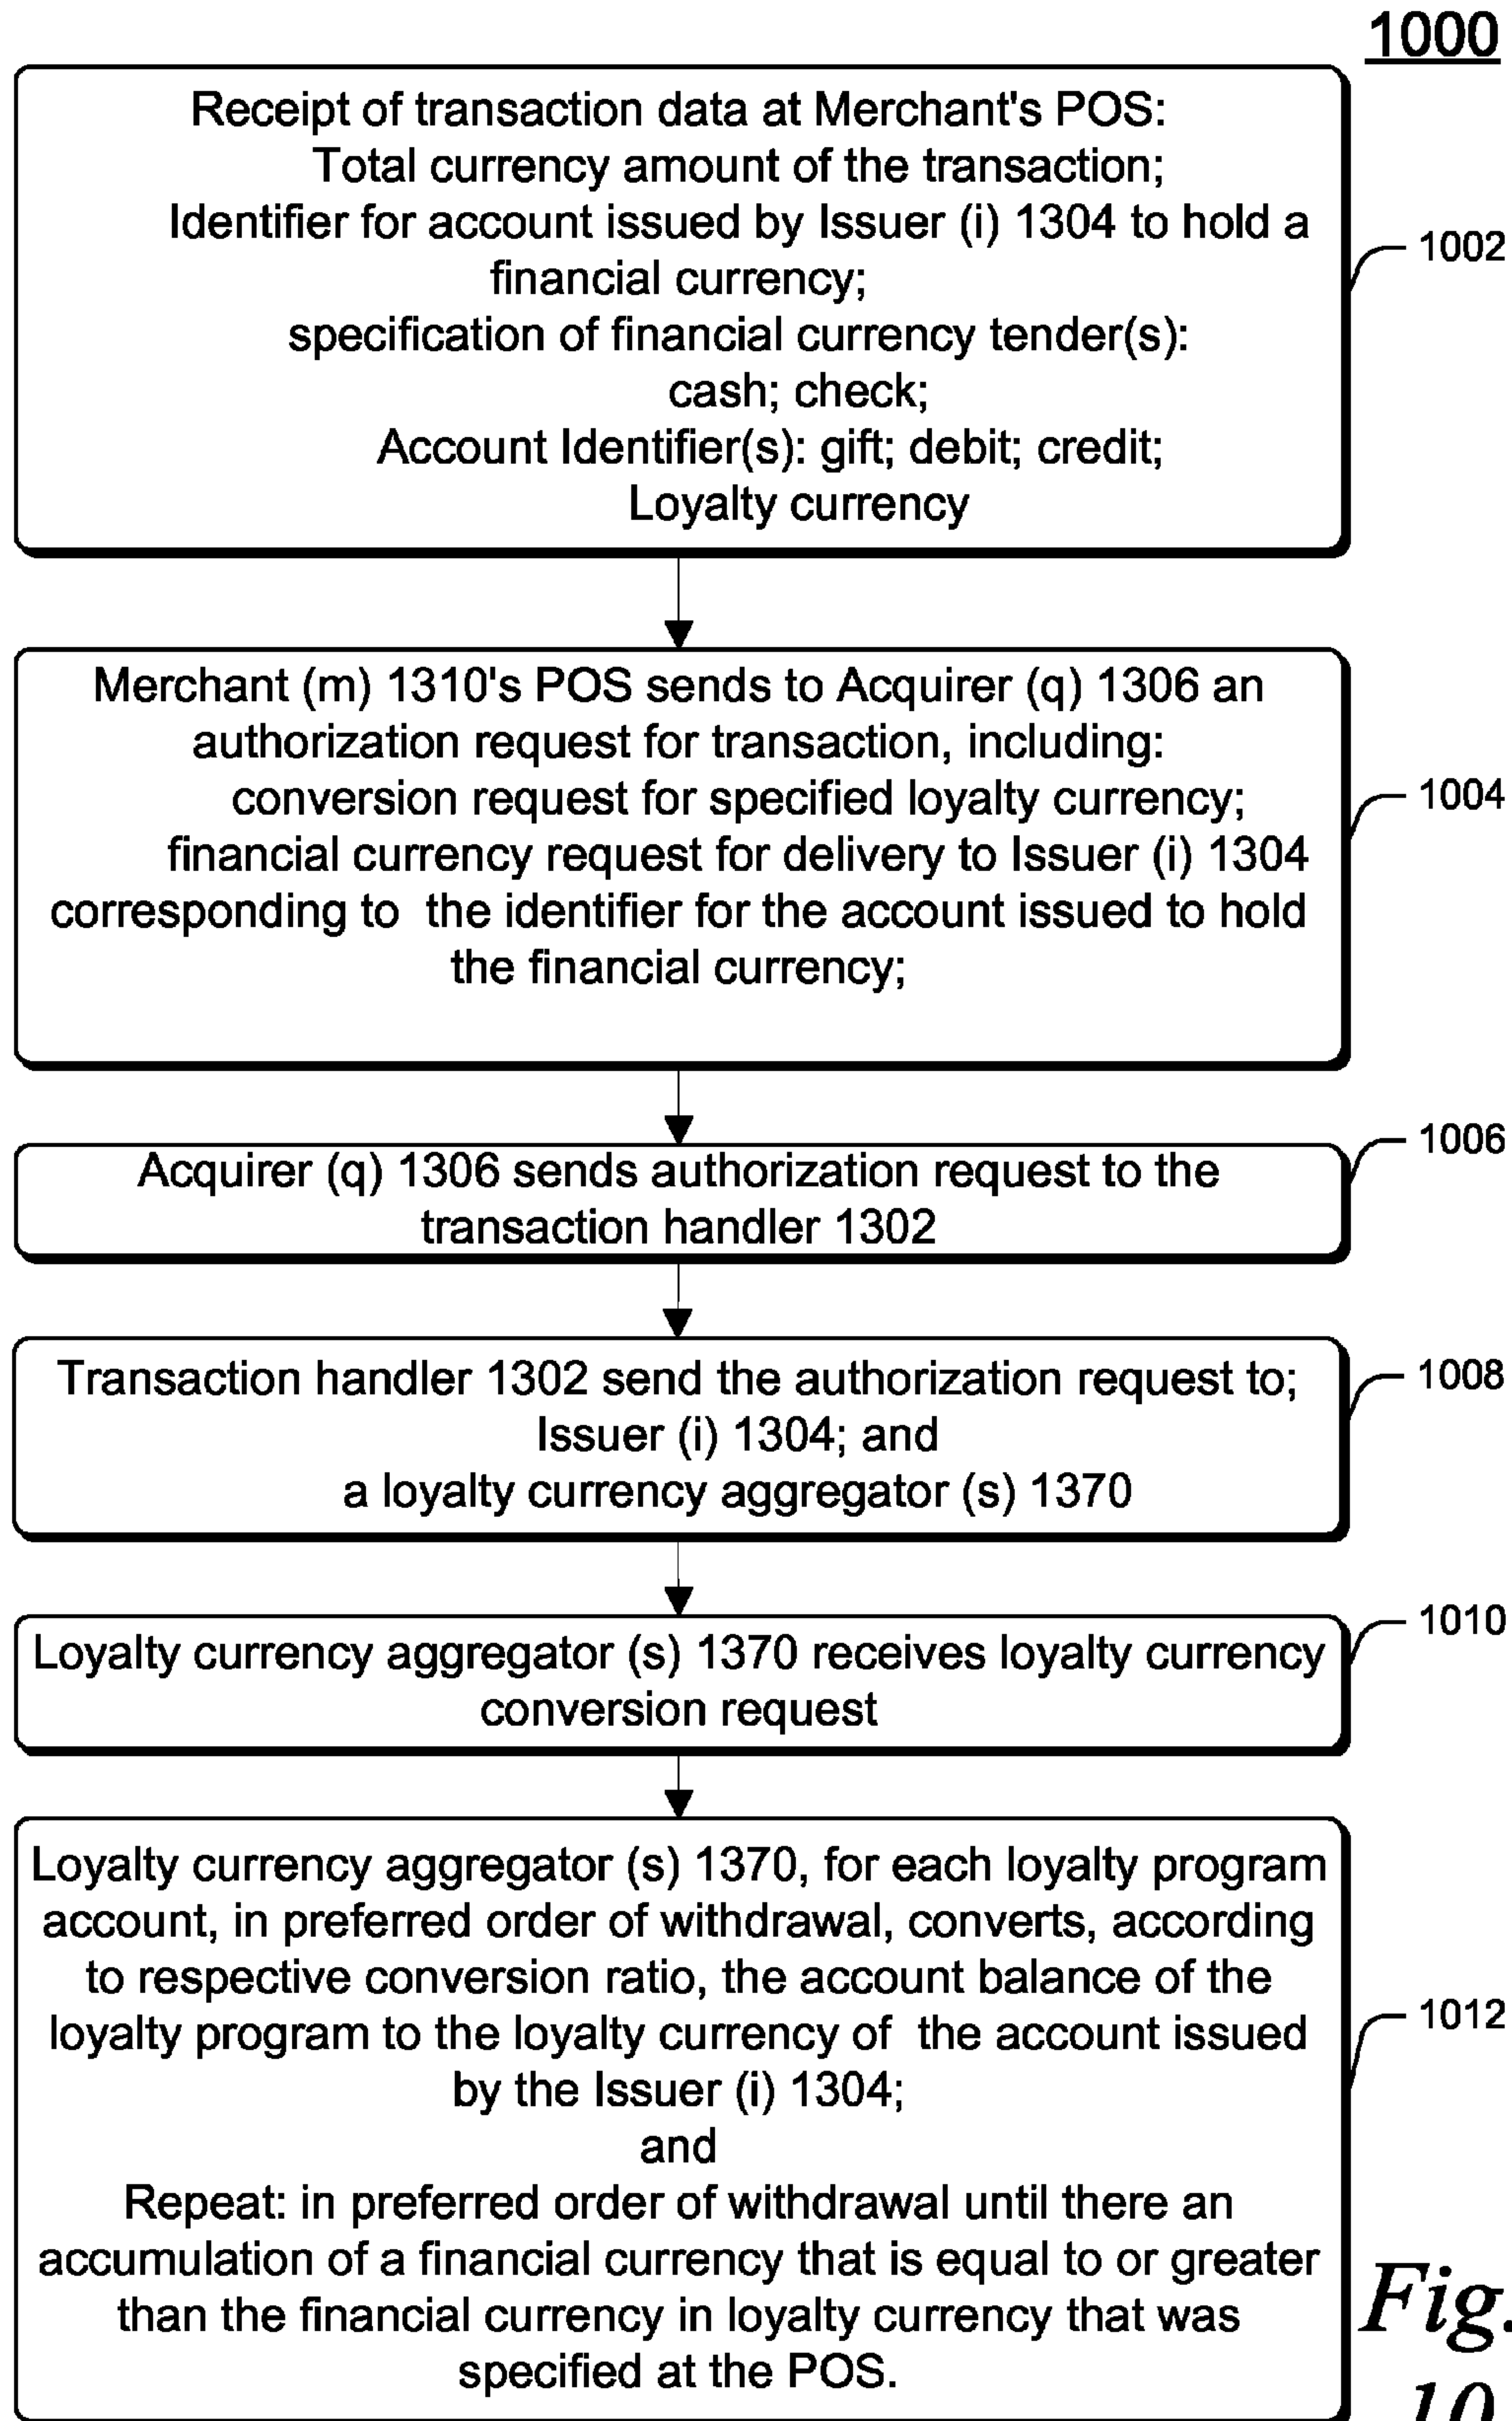 1000
Receipt of transaction data at Merchant's POS:
Total currency amount of the transaction;
Identifier for account issued by Issuer (i) 1304 to hold a
financial currency;
specification of financial currency tender(s):
cash; check;
Account Identifier(s): gift; debit; credit;
Loyalty currency
1002
Merchant (m) 1310's POS sends to Acquirer (q) 1306 an
authorization request for transaction, including:
conversion request for specified loyalty currency;
financial currency request for delivery to Issuer (i) 1304
corresponding to the identifier for the account issued to hold
the financial currency;
1004
Acquirer (q) 1306 sends authorization request to the
transaction handler 1302
1006
Transaction handler 1302 send the authorization request to;
Issuer (i) 1304; and
a loyalty currency aggregator (s) 1370
1008
Loyalty currency aggregator (s) 1370 receives loyalty currency
conversion request
1010
Loyalty currency aggregator (s) 1370, for each loyalty program
account, in preferred order of withdrawal, converts, according
to respective conversion ratio, the account balance of the
loyalty program to the loyalty currency of the account issued
by the Issuer (i) 1304;
and
Repeat: in preferred order of withdrawal until there an
accumulation of a financial currency that is equal to or greater
than the financial currency in loyalty currency that was
specified at the POS.
1012
Fig.
10